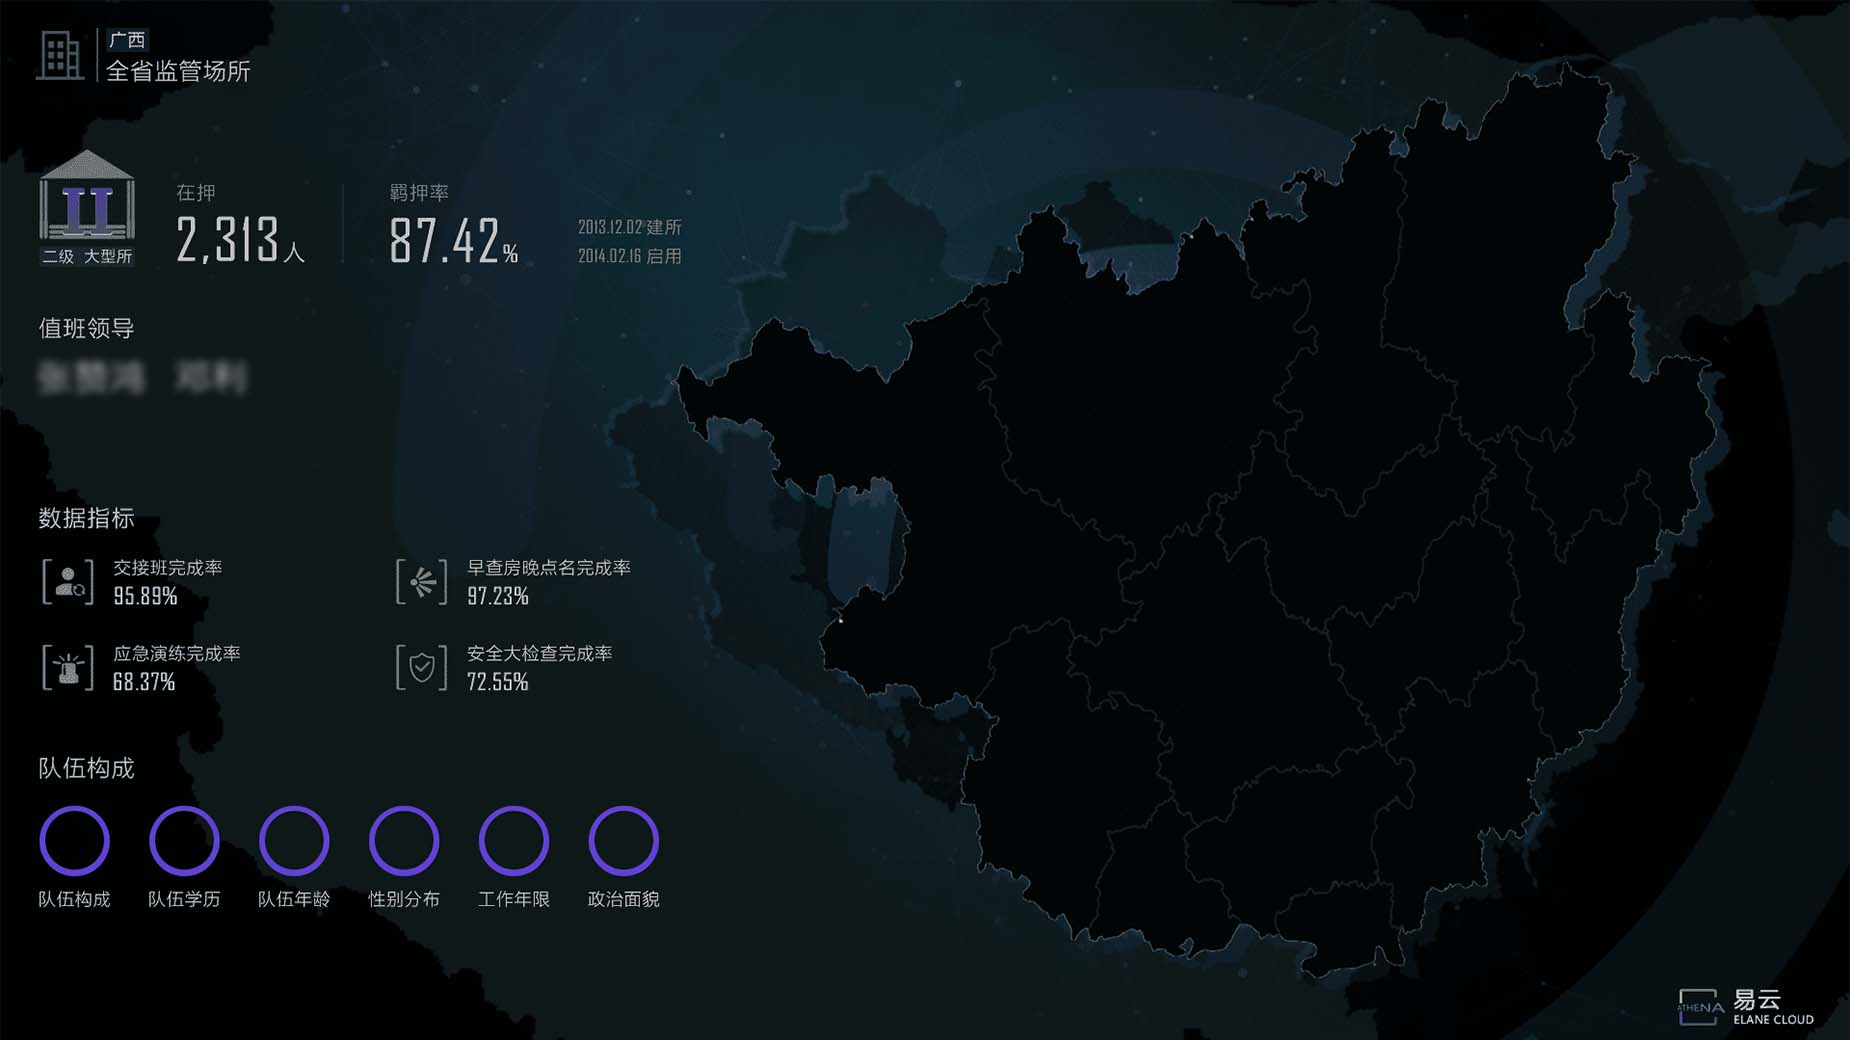 广西
全省监管场所
II
二级 大型所
在押
2,313人
羁押率
87.42%
2013.12.02 建所
2014.02.16 启用
值班领导
数据指标
交接班完成率
95.89%
早查房晚点名完成率
97.23%
应急演练完成率
68.37%
安全大检查完成率
72.55%
队伍构成
队伍构成
队伍学历
队伍年龄
性别分布
工作年限
政治面貌
ATHENA
易云
ELANE CLOUD